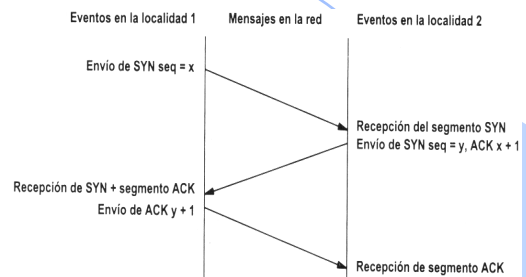 Eventos en la localidad 1
Mensajes en la red
Eventos en la localidad 2
Envío de SYN seq = x
Recepción del segmento SYN
Envío de SYN seq = y, ACK x + 1
Recepción de SYN + segmento ACK
Envío de ACK y + 1
Recepción de segmento ACK